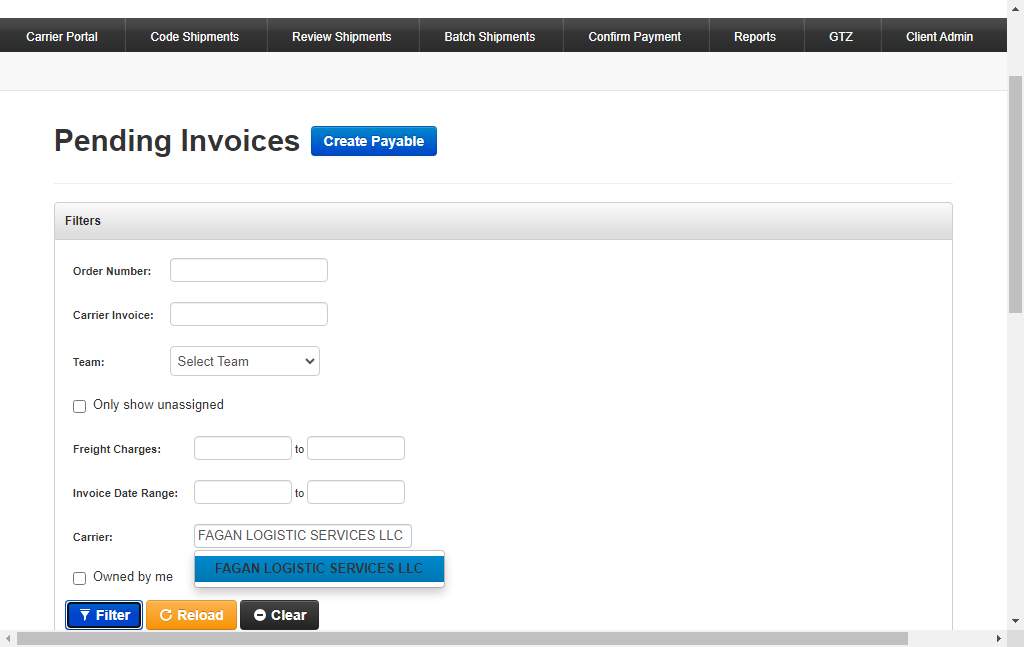 Carrier Portal Code Shipments Review Shipments Batch Shipments Confirm Payment Reports GTZ Client Admin
Pending Invoices Create Payable
Filters
Order Number:
Carrier Invoice:
Team: Select Team
Only show unassigned
Freight Charges: to
Invoice Date Range: to
Carrier: FAGAN LOGISTIC SERVICES LLC
FAGAN LOGISTIC SERVICES LLC
Owned by me
Filter Reload Clear